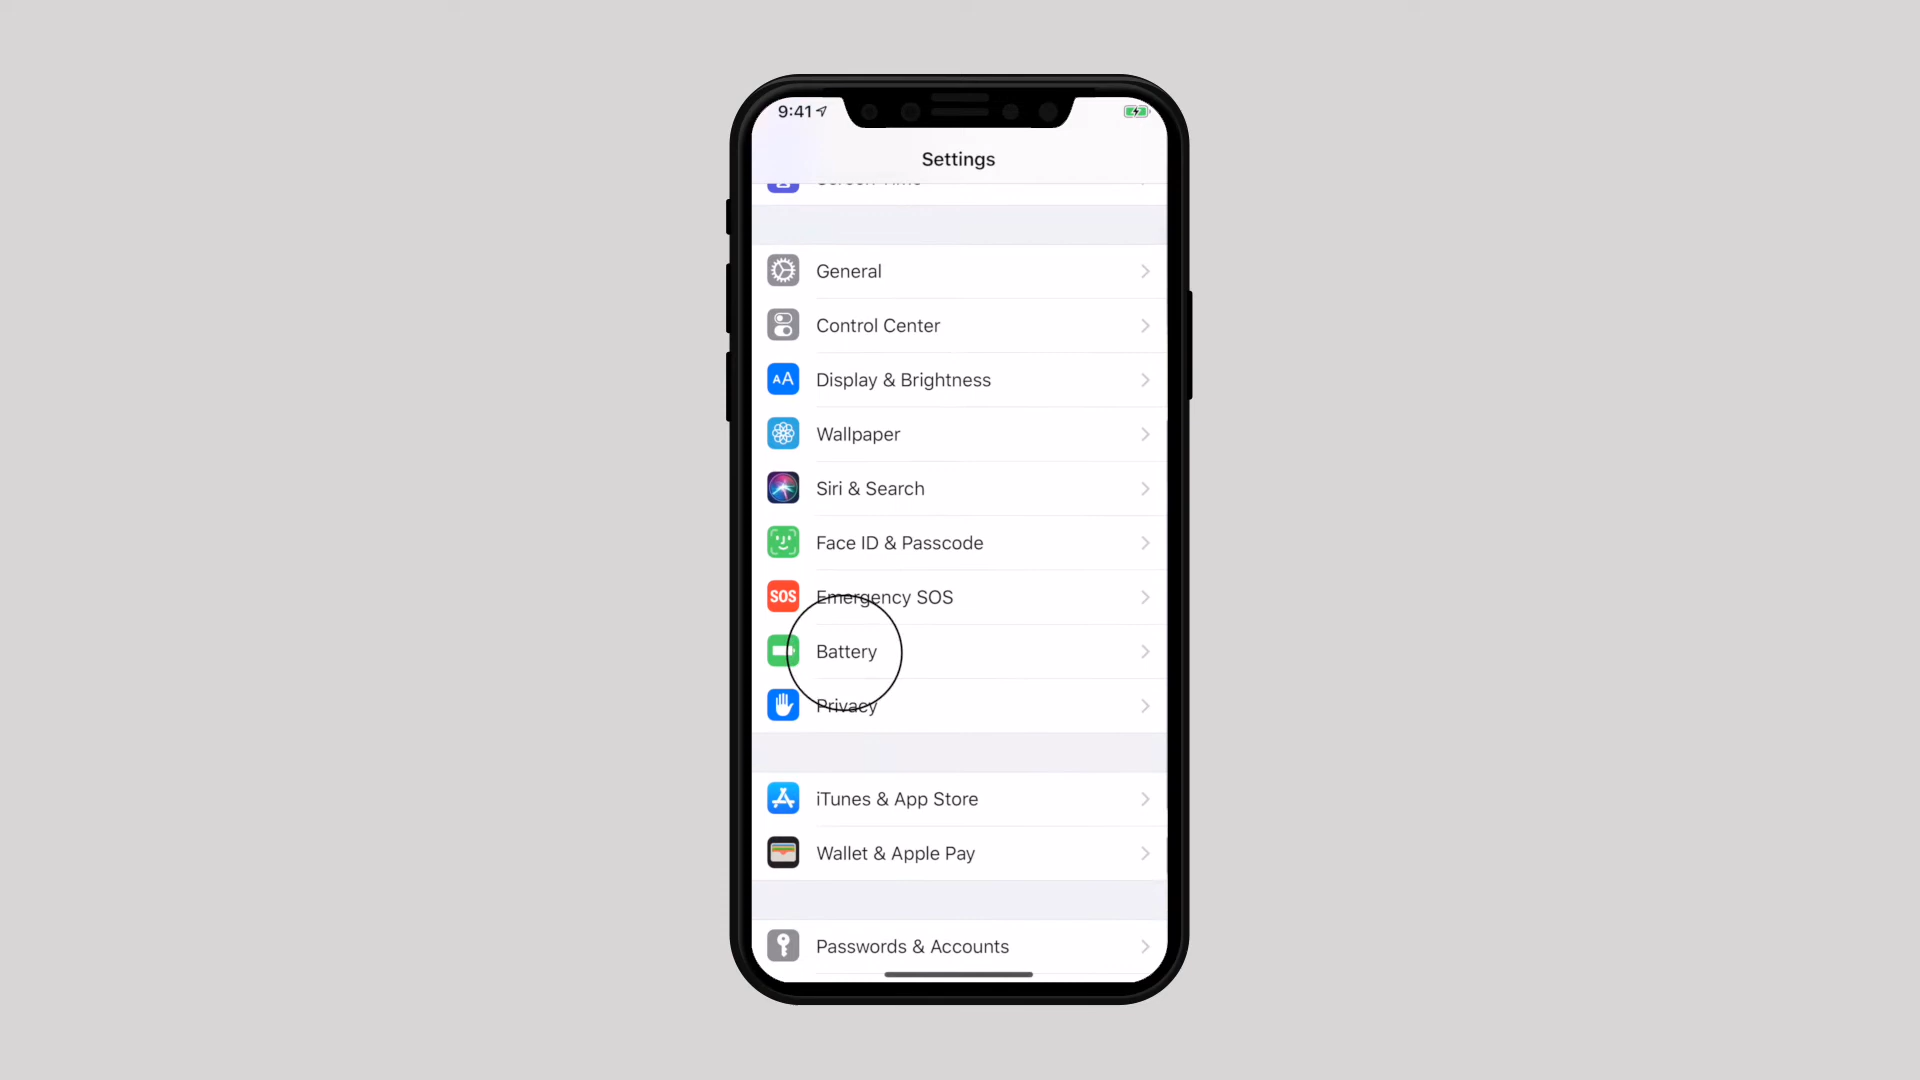 9:41
Settings
General
Control Center
AA Display & Brightness
Wallpaper
Siri & Search
Face ID & Passcode
SOS Emergency SOS
Battery
Privacy
iTunes & App Store
Wallet & Apple Pay
Passwords & Accounts